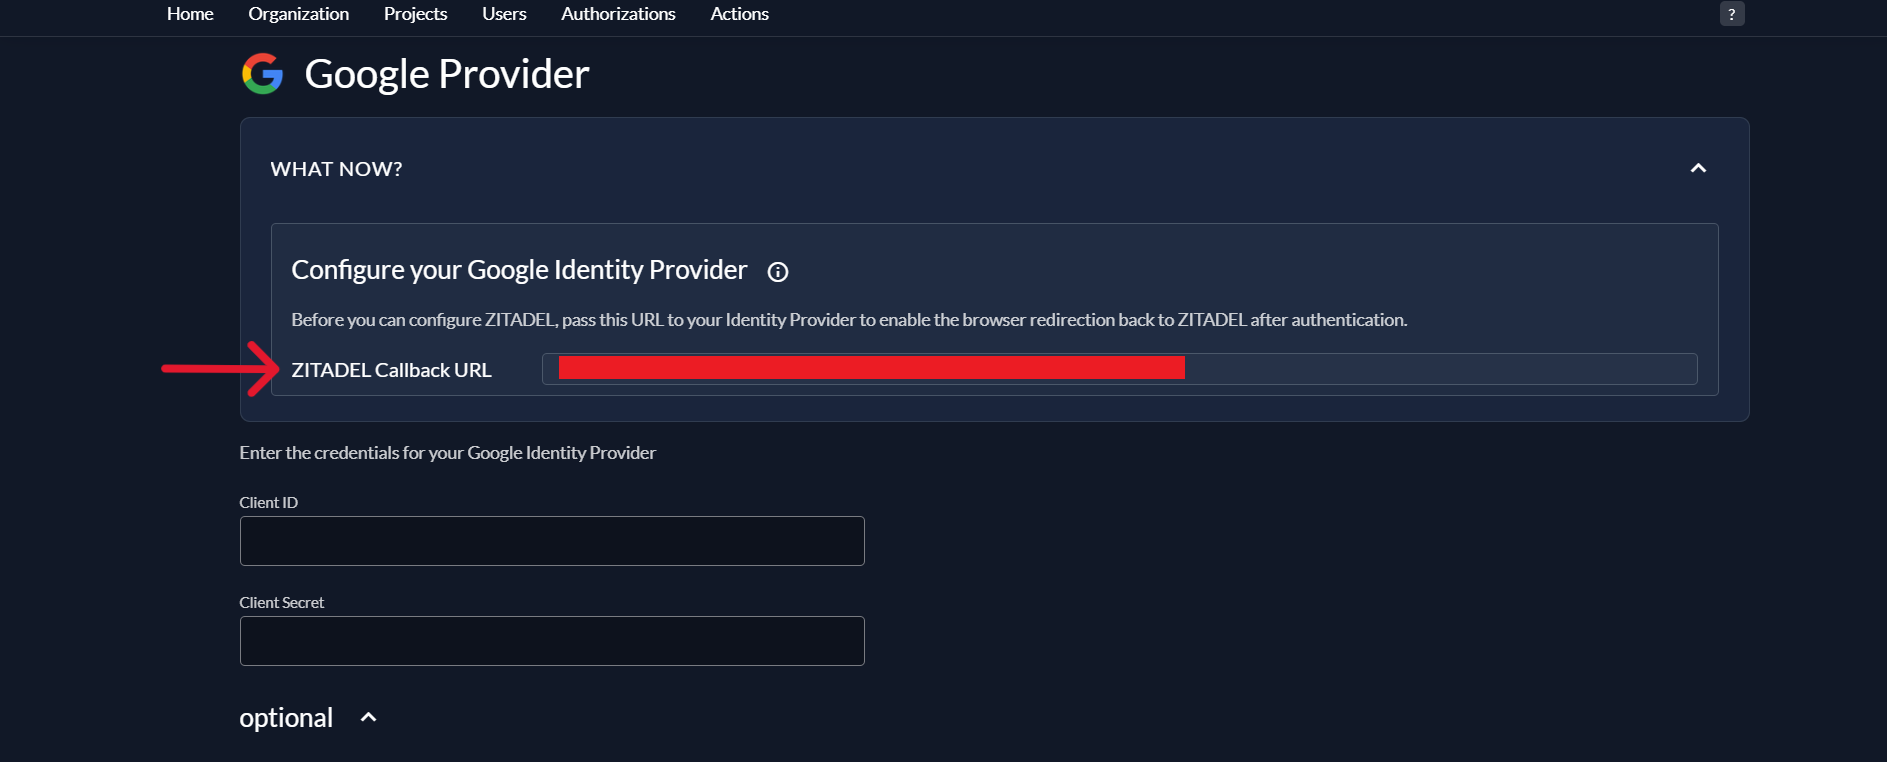 Home Organization Projects Users Authorizations Actions ?
Google Provider
WHAT NOW?
Configure your Google Identity Provider
Before you can configure ZITADEL, pass this URL to your Identity Provider to enable the browser redirection back to ZITADEL after authentication.
ZITADEL Callback URL
Enter the credentials for your Google Identity Provider
Client ID
Client Secret
optional